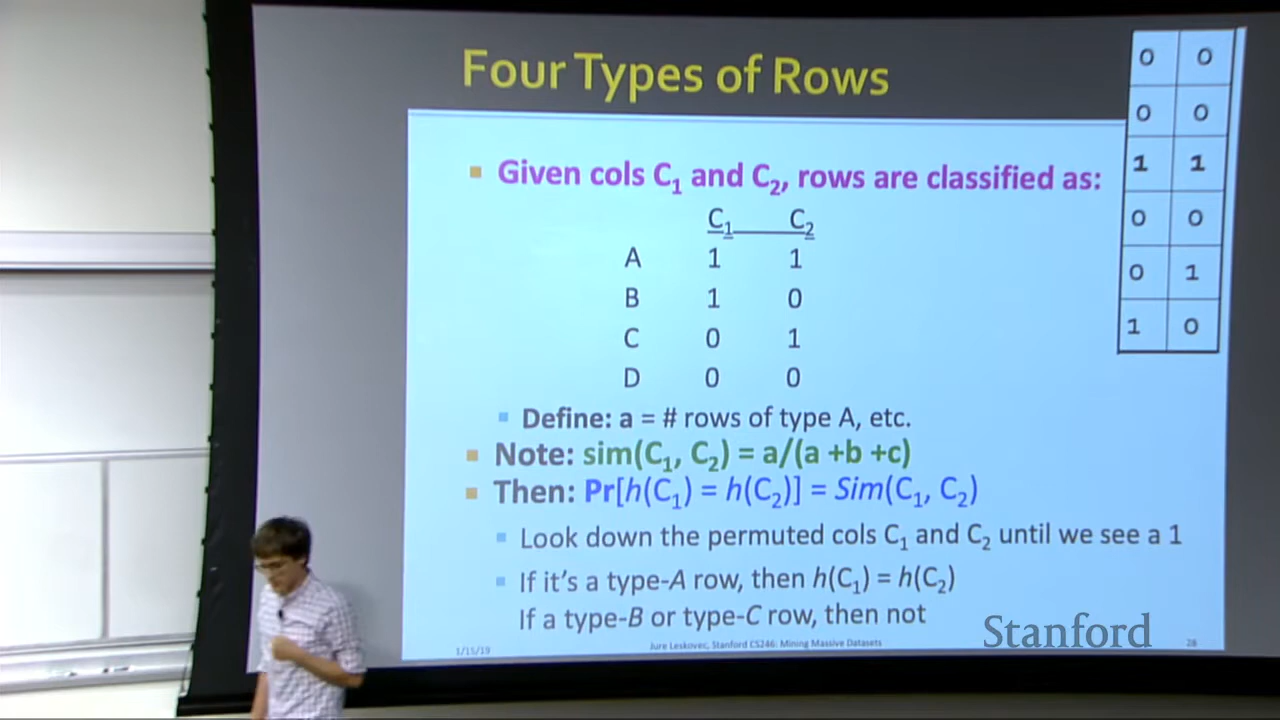 Four Types of Rows
Given cols C₁ and C₂, rows are classified as:
C₁ C₂
A 1 1
B 1 0
C 0 1
D 0 0
Define: a = # rows of type A, etc.
Note: sim(C₁, C₂) = a/(a +b +c)
Then: Pr[h(C₁) = h(C₂)] = Sim(C₁, C₂)
Look down the permuted cols C₁ and C₂ until we see a 1
If it's a type-A row, then h(C₁) = h(C₂)
If a type-B or type-C row, then not
0 0
0 0
1 1
0 0
0 1
1 0
Stanford
1/15/19 Jure Leskovec, Stanford CS246: Mining Massive Datasets 28